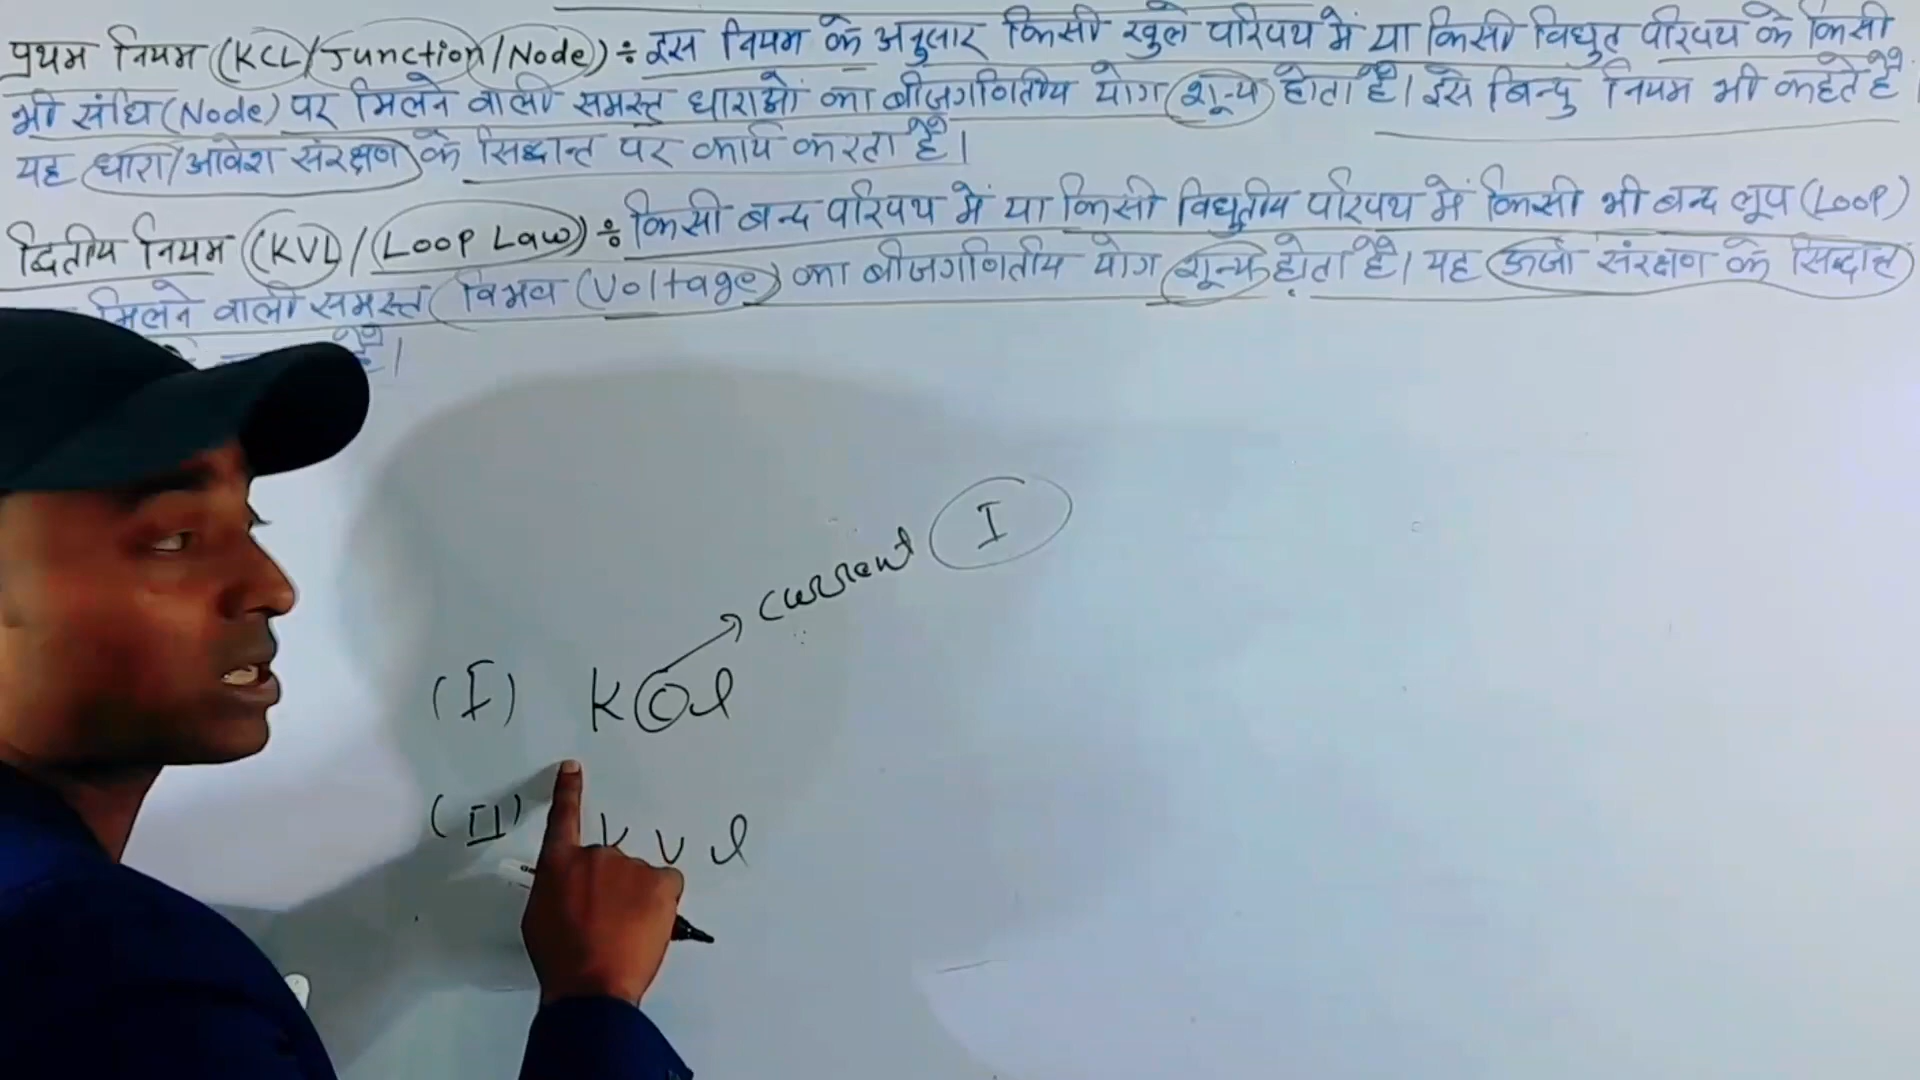 प्रथम नियम (KCL/Junction/Node) ÷ इस नियम के अनुसार किसी खुले परिपथ में या किसी विधुत परिपथ के किसी
भी संधि (Node) पर मिलने वाली समस्त धाराओं का बीजगणितीय योग शून्य होता है। इसे बिन्दु नियम भी कहते है।
यह धारा/आवेश संरक्षण के सिद्धान्त पर कार्य करता है।
द्वितीय नियम (KVL/(Loop Law) ÷ किसी बन्द परिपथ में या किसी विधुतीय परिपथ में किसी भी बन्द लूप (Loop)
मिलने वाली समस्त विभव (Voltage) का बीजगणितीय योग शून्य होता है। यह ऊर्जा संरक्षण के सिद्धान्त
है।
current I
(I) KCl
(II) KVl